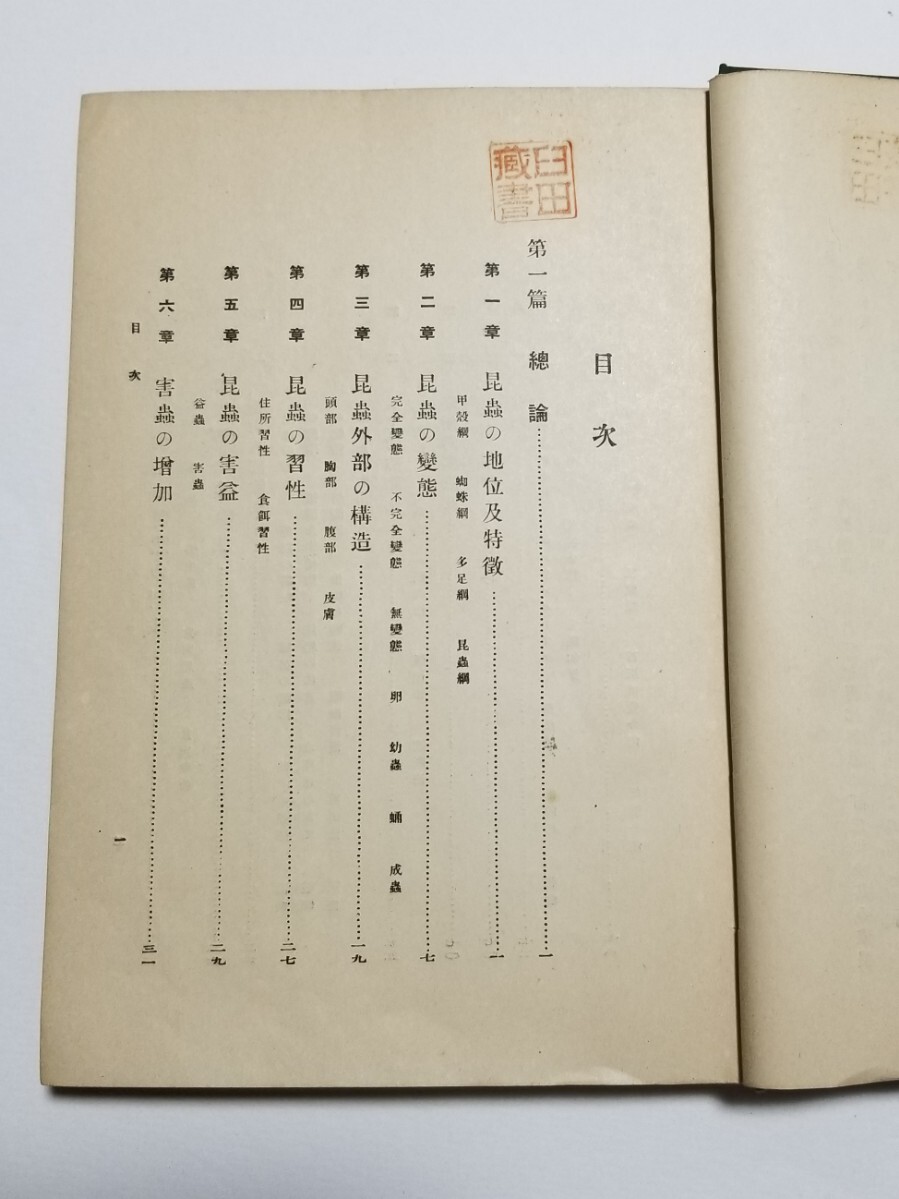 臼田
藏書
目次
第一篇 總論……………一
第一章 昆蟲の地位及特徵……………一
甲殼綱 蜘蛛綱 多足綱 昆蟲綱
第二章 昆蟲の變態……………七
完全變態 不完全變態 無變態 卵 幼蟲 蛹 成蟲
第三章 昆蟲外部の構造……………一九
頭部 胸部 腹部 皮膚
第四章 昆蟲の習性……………二七
住所習性 食餌習性
第五章 昆蟲の害益……………二九
益蟲 害蟲
第六章 害蟲の增加……………三一
目次
一